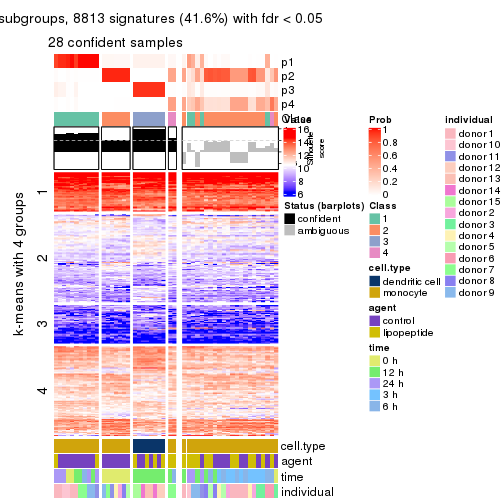 subgroups, 8813 signatures (41.6%) with fdr < 0.05
28 confident samples
p1
p2
p3
p4
Class
Silhouette
score
k-means with 4 groups
1
2
3
4
cell.type
agent
time
individual
16
14
12
10
8
6
Status (barplots)
confident
ambiguous
Prob
1
0.8
0.6
0.4
0.2
0
Class
1
2
3
4
cell.type
dendritic cell
monocyte
agent
control
lipopeptide
time
0 h
12 h
24 h
3 h
6 h
individual
donor 1
donor 10
donor 11
donor 12
donor 13
donor 14
donor 15
donor 2
donor 3
donor 4
donor 5
donor 6
donor 7
donor 8
donor 9